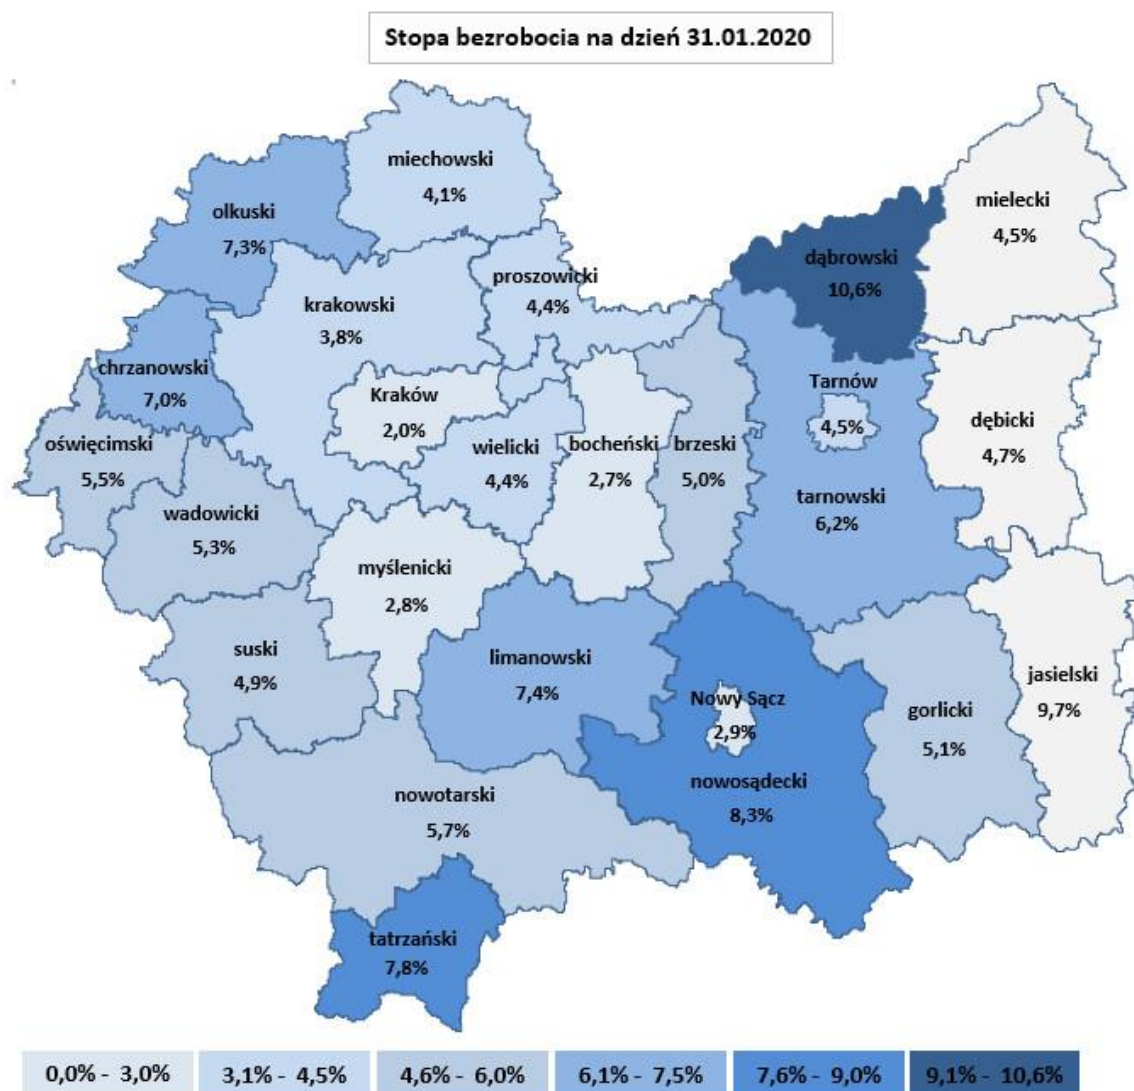 Stopa bezrobocia na dzień 31.01.2020
miechowski
4,1%
olkuski
7,3%
mielecki
4,5%
dąbrowski
10,6%
proszowicki
4,4%
krakowski
3,8%
chrzanowski
7,0%
Kraków
2,0%
Tarnów
4,5%
dębicki
4,7%
oświęcimski
5,5%
wielicki
4,4%
bocheński
2,7%
brzeski
5,0%
tarnowski
6,2%
wadowicki
5,3%
myślenicki
2,8%
suski
4,9%
limanowski
7,4%
jasielski
9,7%
Nowy Sącz
2,9%
gorlicki
5,1%
nowosądecki
8,3%
nowotarski
5,7%
tatrzański
7,8%
0,0% - 3,0% 3,1% - 4,5% 4,6% - 6,0% 6,1% - 7,5% 7,6% - 9,0% 9,1% - 10,6%